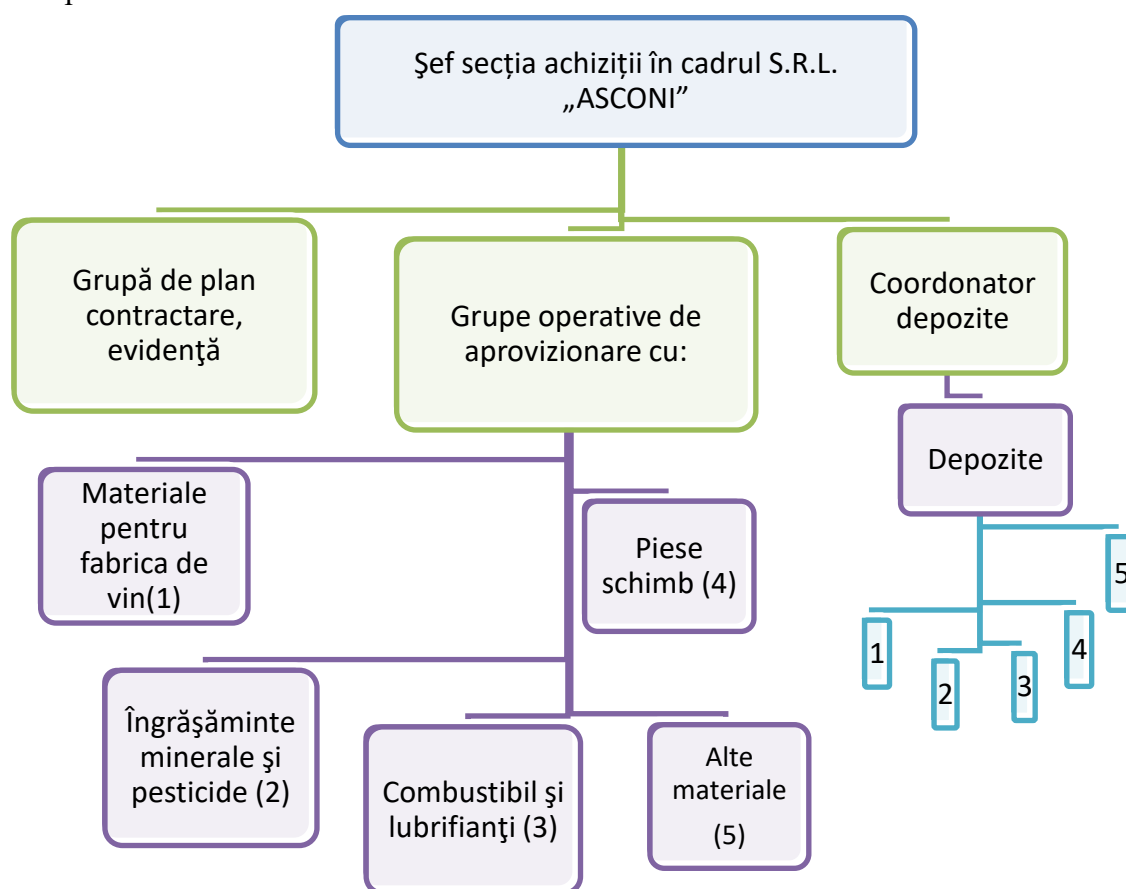 Şef secția achiziții în cadrul S.R.L.
„ASCONI”
Grupă de plan
contractare,
evidenţă
Grupe operative de
aprovizionare cu:
Coordonator
depozite
Depozite
Materiale
pentru
fabrica de
vin(1)
Piese
schimb (4)
5
1
2
3
4
Îngrăşăminte
minerale şi
pesticide (2)
Combustibil şi
lubrifianţi (3)
Alte
materiale
(5)